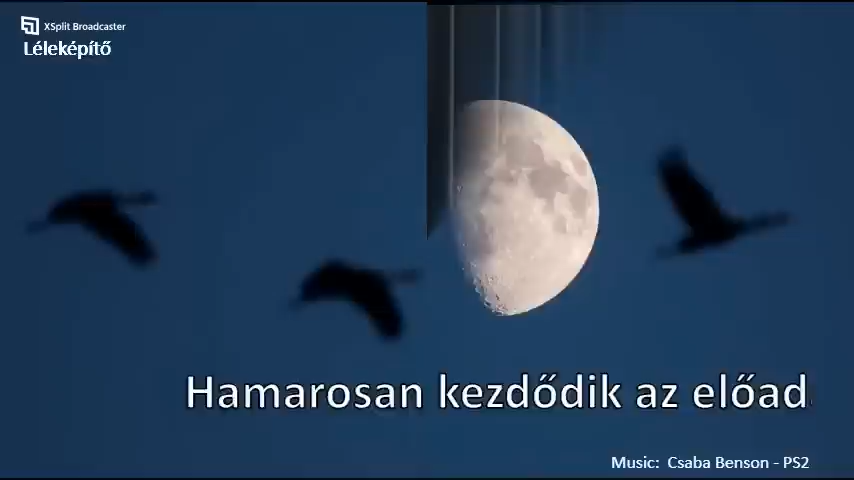 XSplit Broadcaster
Léleképítő
Hamarosan kezdődik az előad
Music: Csaba Benson - PS2